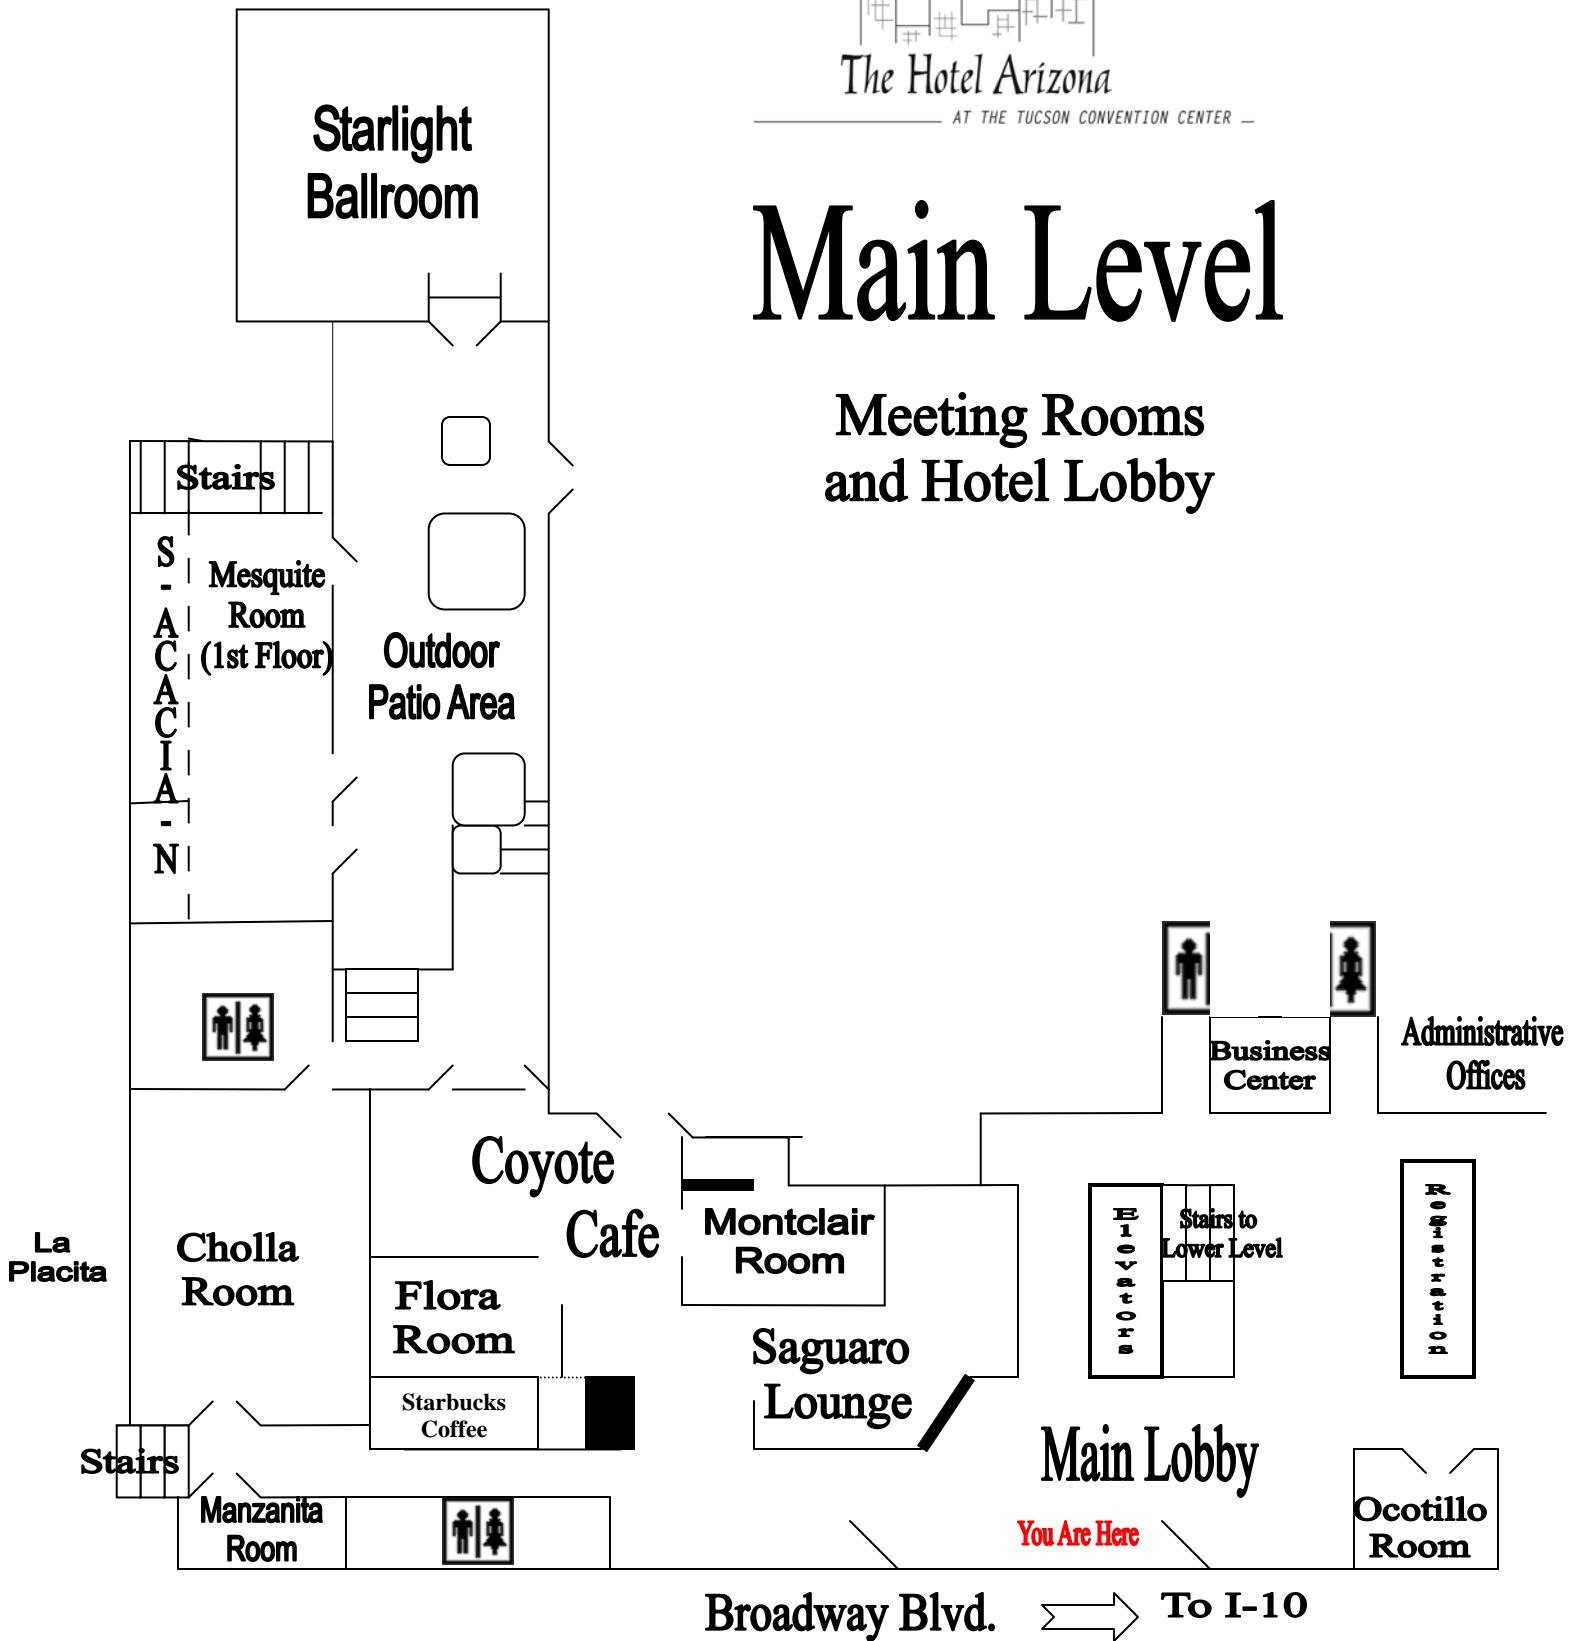 The Hotel Arizona
AT THE TUCSON CONVENTION CENTER
Starlight
Ballroom
Main Level
Meeting Rooms
and Hotel Lobby
Stairs
S-ACACIA-N
Mesquite
Room
(1st Floor)
Outdoor
Patio Area
Business
Center
Administrative
Offices
Coyote
Cafe
Montclair
Room
Elevators
Stairs to
Lower Level
Registration
La
Placita
Cholla
Room
Flora
Room
Saguaro
Lounge
Starbucks
Coffee
Stairs
Main Lobby
Manzanita
Room
You Are Here
Ocotillo
Room
Broadway Blvd.
To I-10